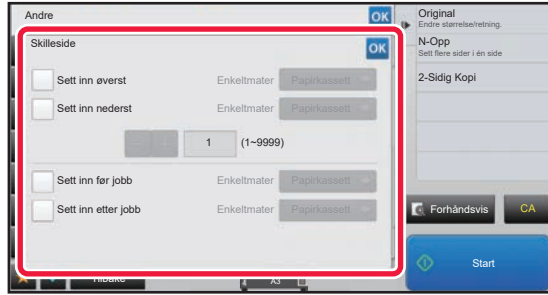 Andre OK
Skilleside OK
Sett inn øverst Enkeltmater Papirkassett
Sett inn nederst Enkeltmater Papirkassett
1 (1~9999)
Sett inn før jobb Enkeltmater Papirkassett
Sett inn etter jobb Enkeltmater Papirkassett
Tilbake
A3
Original
Endre størrelse/retning.
N-Opp
Sett flere sider i én side
2-Sidig Kopi
Forhåndsvis CA
Start